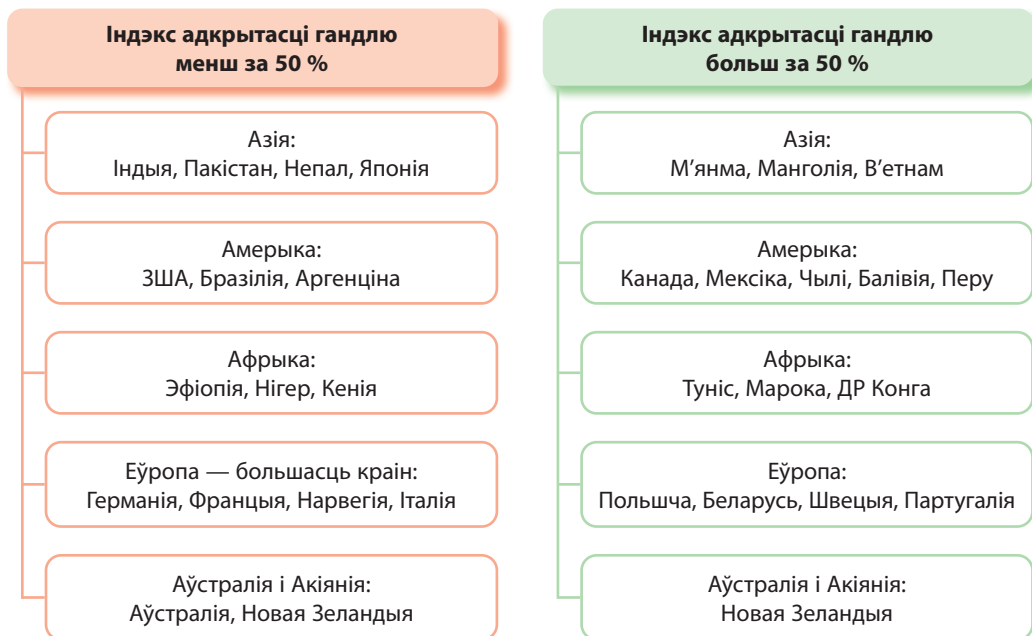 Індэкс адкрытасці гандлю
менш за 50 %
Азія:
Індыя, Пакістан, Непал, Японія
Амерыка:
ЗША, Бразілія, Аргенціна
Афрыка:
Эфіопія, Нігер, Кенія
Еўропа — большасць краін:
Германія, Францыя, Нарвегія, Італія
Аўстралія і Акіянія:
Аўстралія, Новая Зеландыя
Індэкс адкрытасці гандлю
больш за 50 %
Азія:
М’янма, Манголія, В’етнам
Амерыка:
Канада, Мексіка, Чылі, Балівія, Перу
Афрыка:
Туніс, Марока, ДР Конга
Еўропа:
Польшча, Беларусь, Швецыя, Партугалія
Аўстралія і Акіянія:
Новая Зеландыя